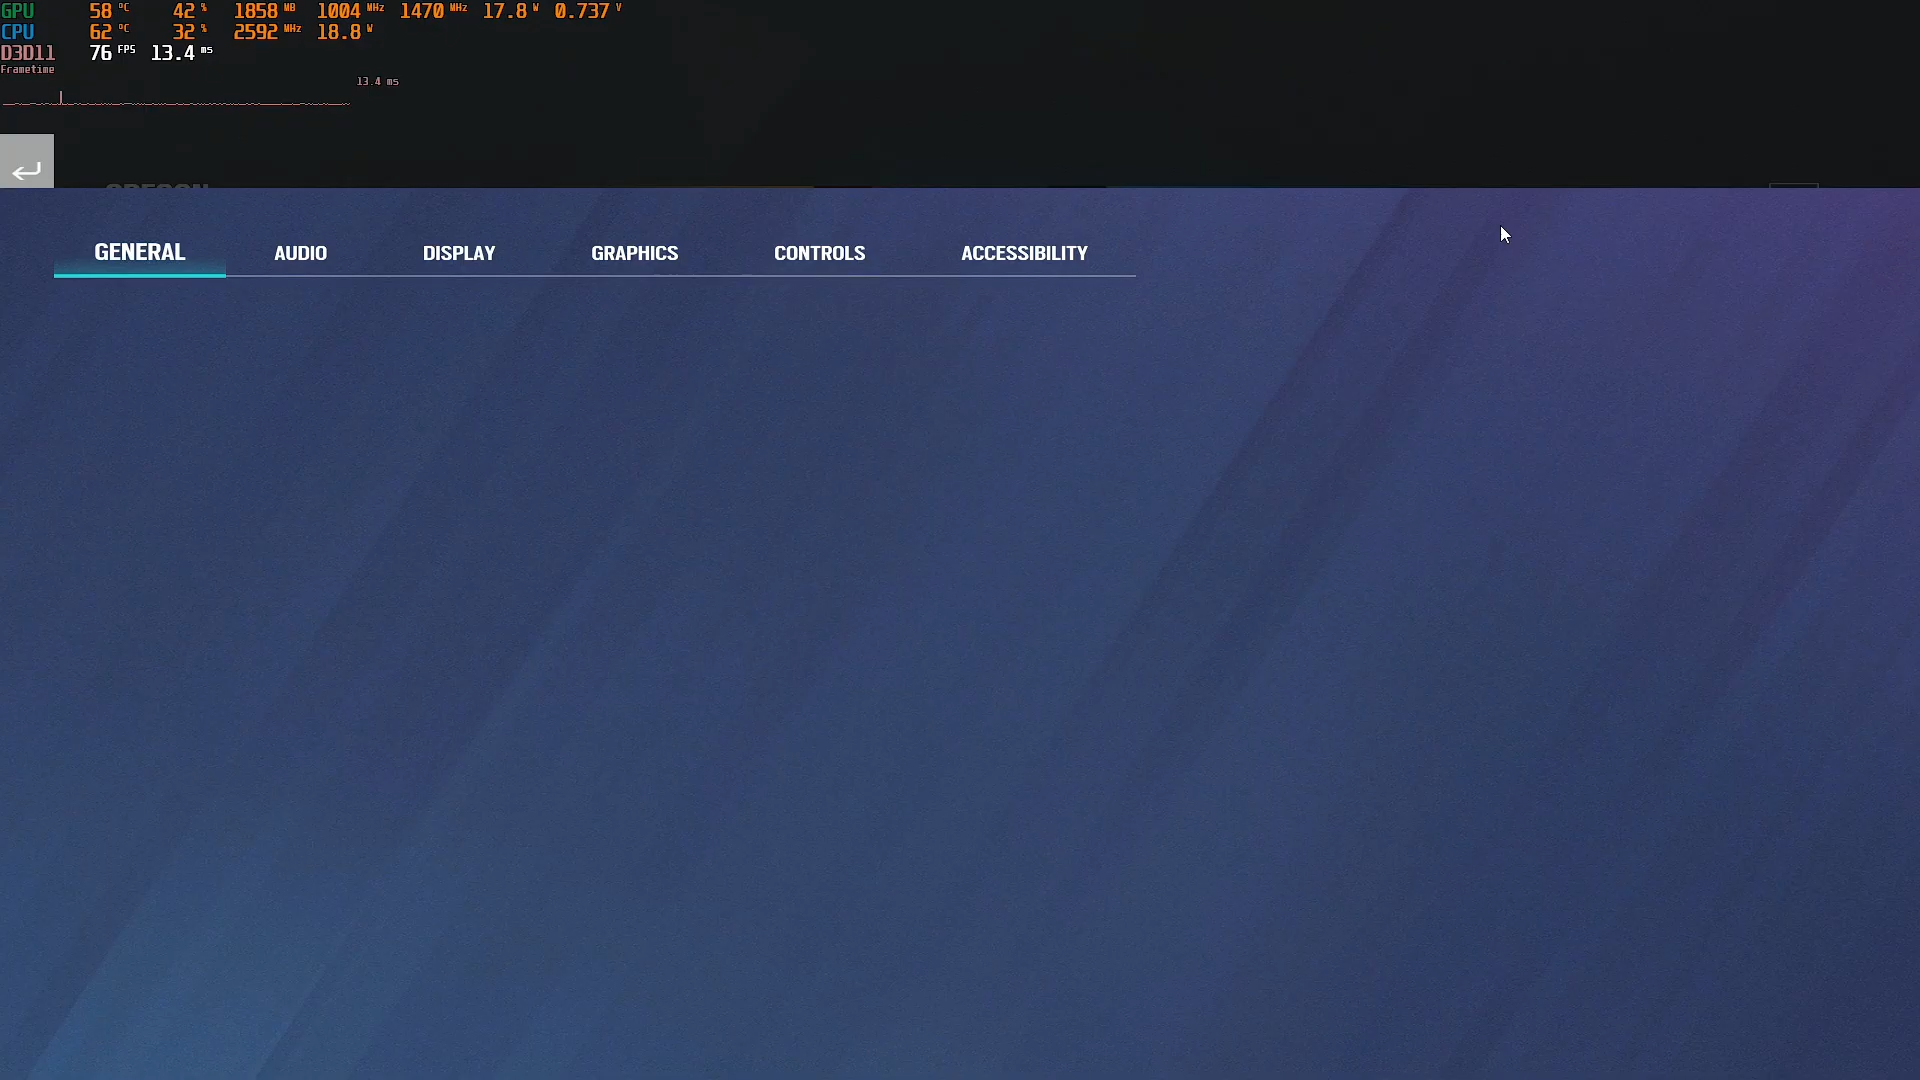 GPU 58 °C 42 % 1858 MB 1004 MHz 1470 MHz 17.8 W 0.737 V
CPU 62 °C 32 % 2592 MHz 18.8 W
D3D11 76 FPS 13.4 ms
Frametime
13.4 ms
OREGON
GENERAL AUDIO DISPLAY GRAPHICS CONTROLS ACCESSIBILITY